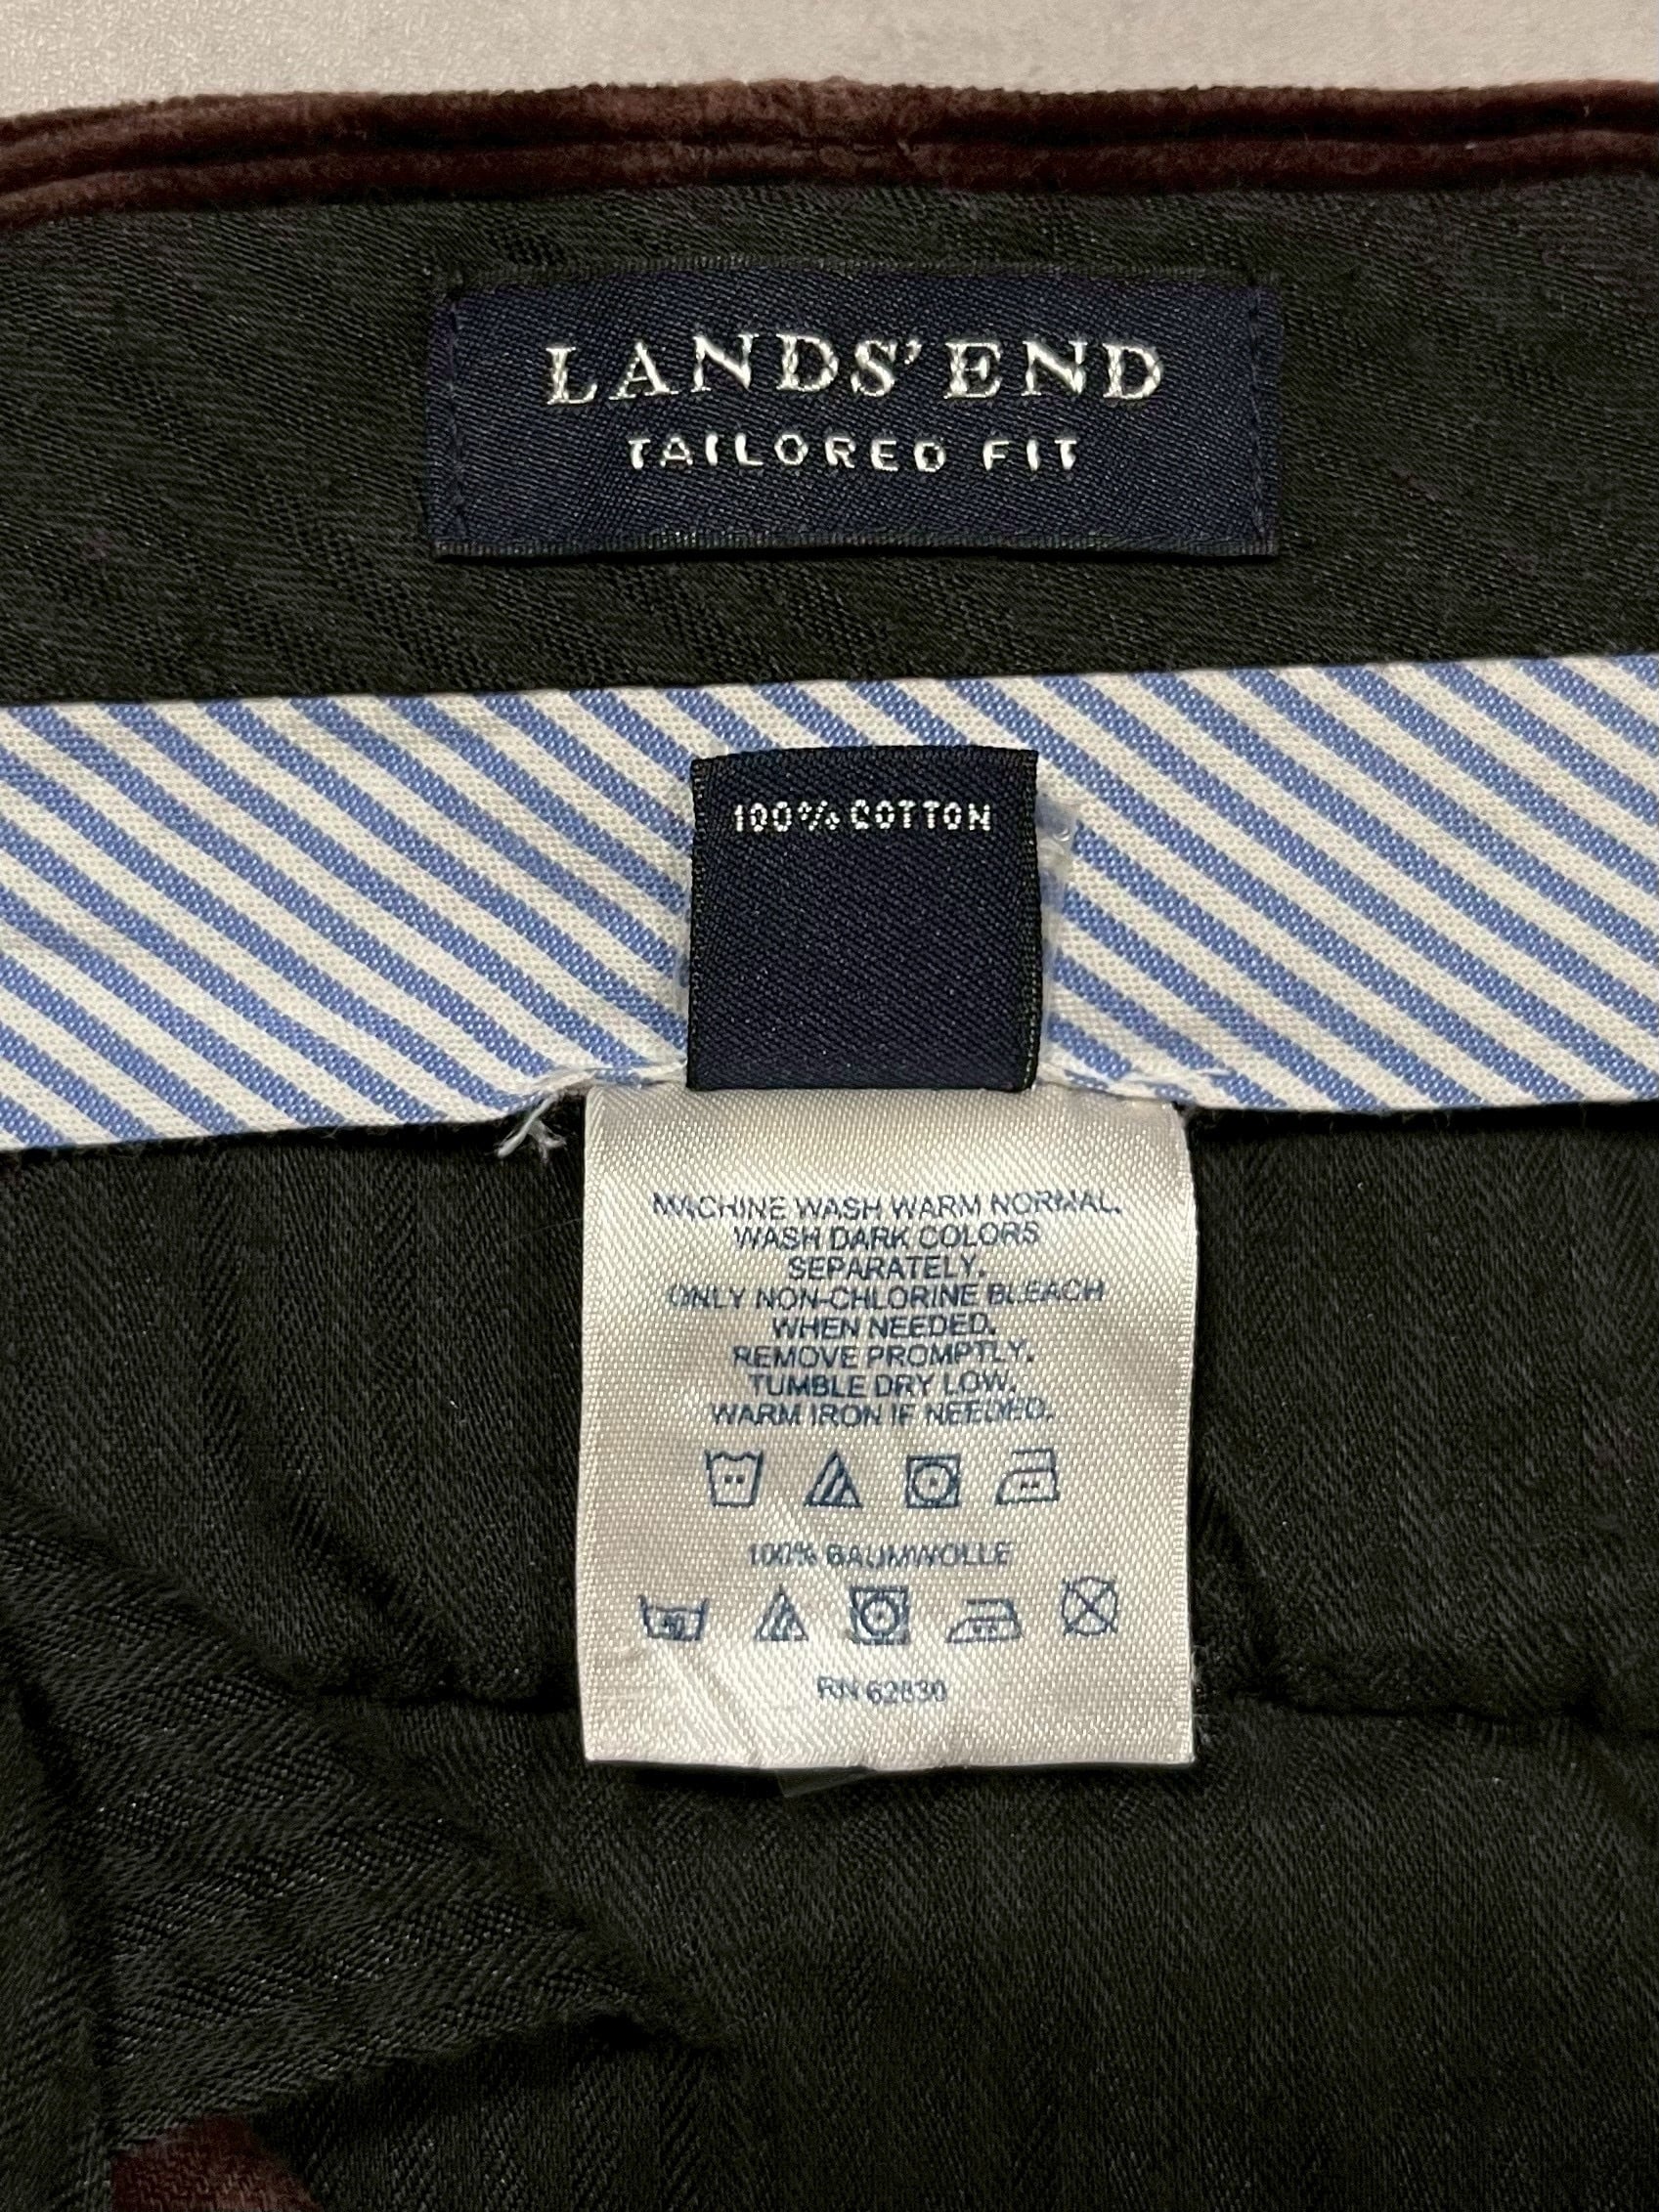 LANDS' END
TAILORED FIT
100% COTTON
MACHINE WASH WARM NORMAL.
WASH DARK COLORS
SEPARATELY.
ONLY NON-CHLORINE BLEACH
WHEN NEEDED.
REMOVE PROMPTLY.
TUMBLE DRY LOW.
WARM IRON IF NEEDED.
100% BAUMWOLLE
40
RN 62830